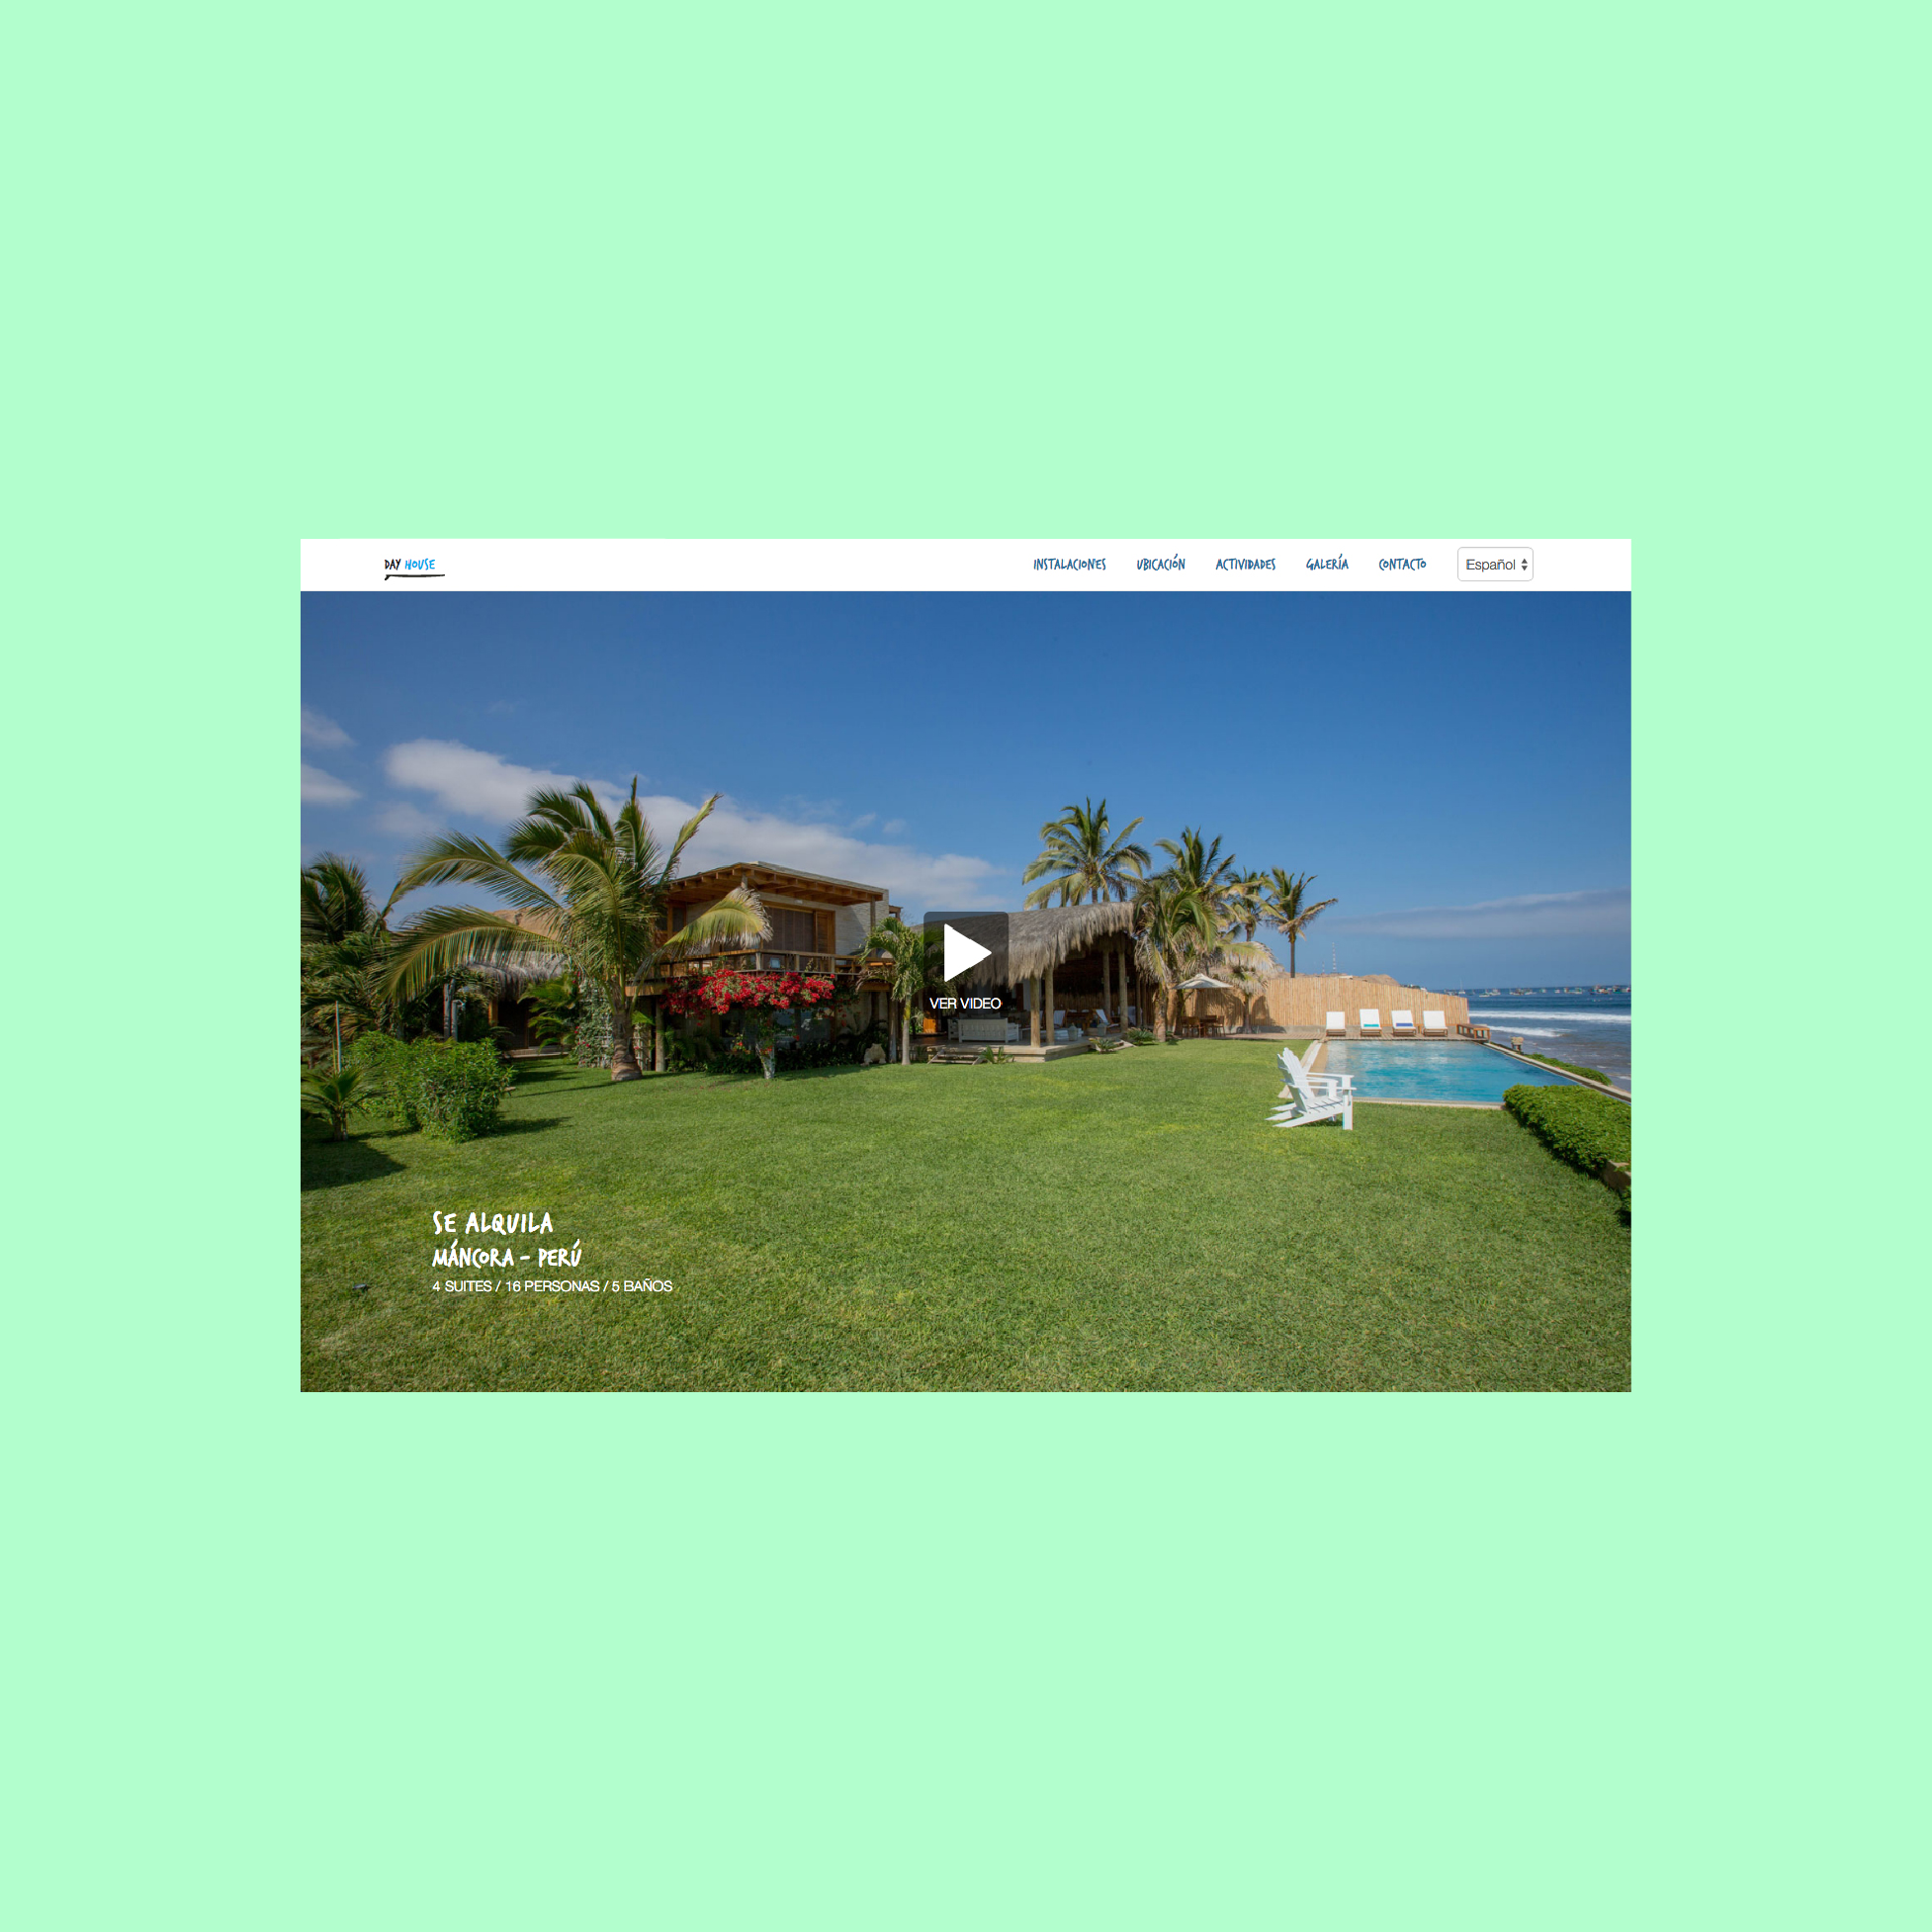 DAY HOUSE
INSTALACIONES UBICACIÓN ACTIVIDADES GALERÍA CONTACTO Español
VER VIDEO
SE ALQUILA
MÁNCORA - PERÚ
4 SUITES / 16 PERSONAS / 5 BAÑOS